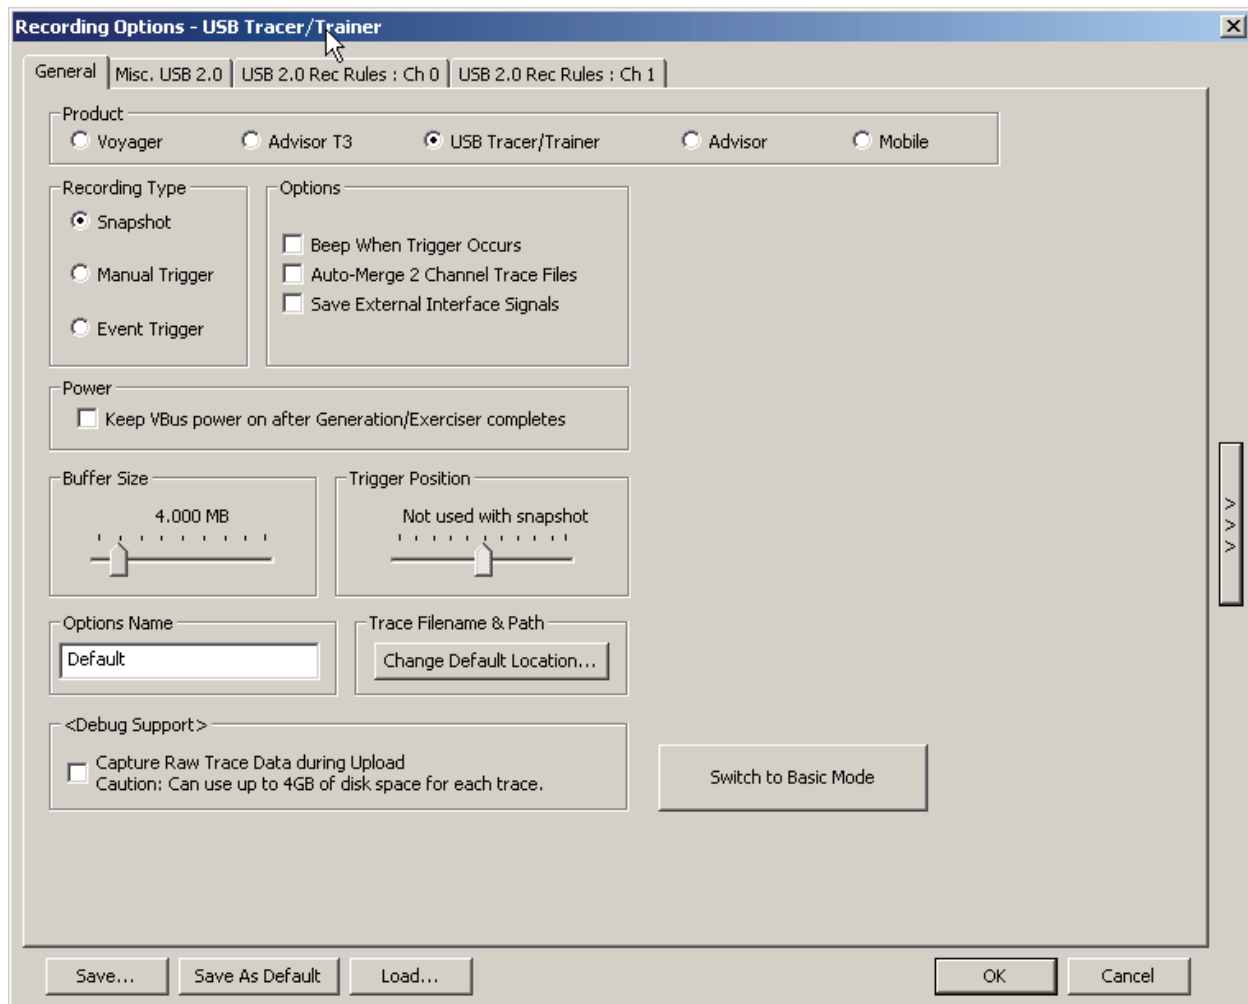 Recording Options - USB Tracer/Trainer
General Misc. USB 2.0 USB 2.0 Rec Rules : Ch 0 USB 2.0 Rec Rules : Ch 1
Product
Voyager Advisor T3 USB Tracer/Trainer Advisor Mobile
Recording Type
Snapshot
Manual Trigger
Event Trigger
Options
Beep When Trigger Occurs
Auto-Merge 2 Channel Trace Files
Save External Interface Signals
Power
Keep VBus power on after Generation/Exerciser completes
Buffer Size
4.000 MB
Trigger Position
Not used with snapshot
>
>
>
Options Name
Default
Trace Filename & Path
Change Default Location...
<Debug Support>
Capture Raw Trace Data during Upload
Caution: Can use up to 4GB of disk space for each trace.
Switch to Basic Mode
Save... Save As Default Load... OK Cancel